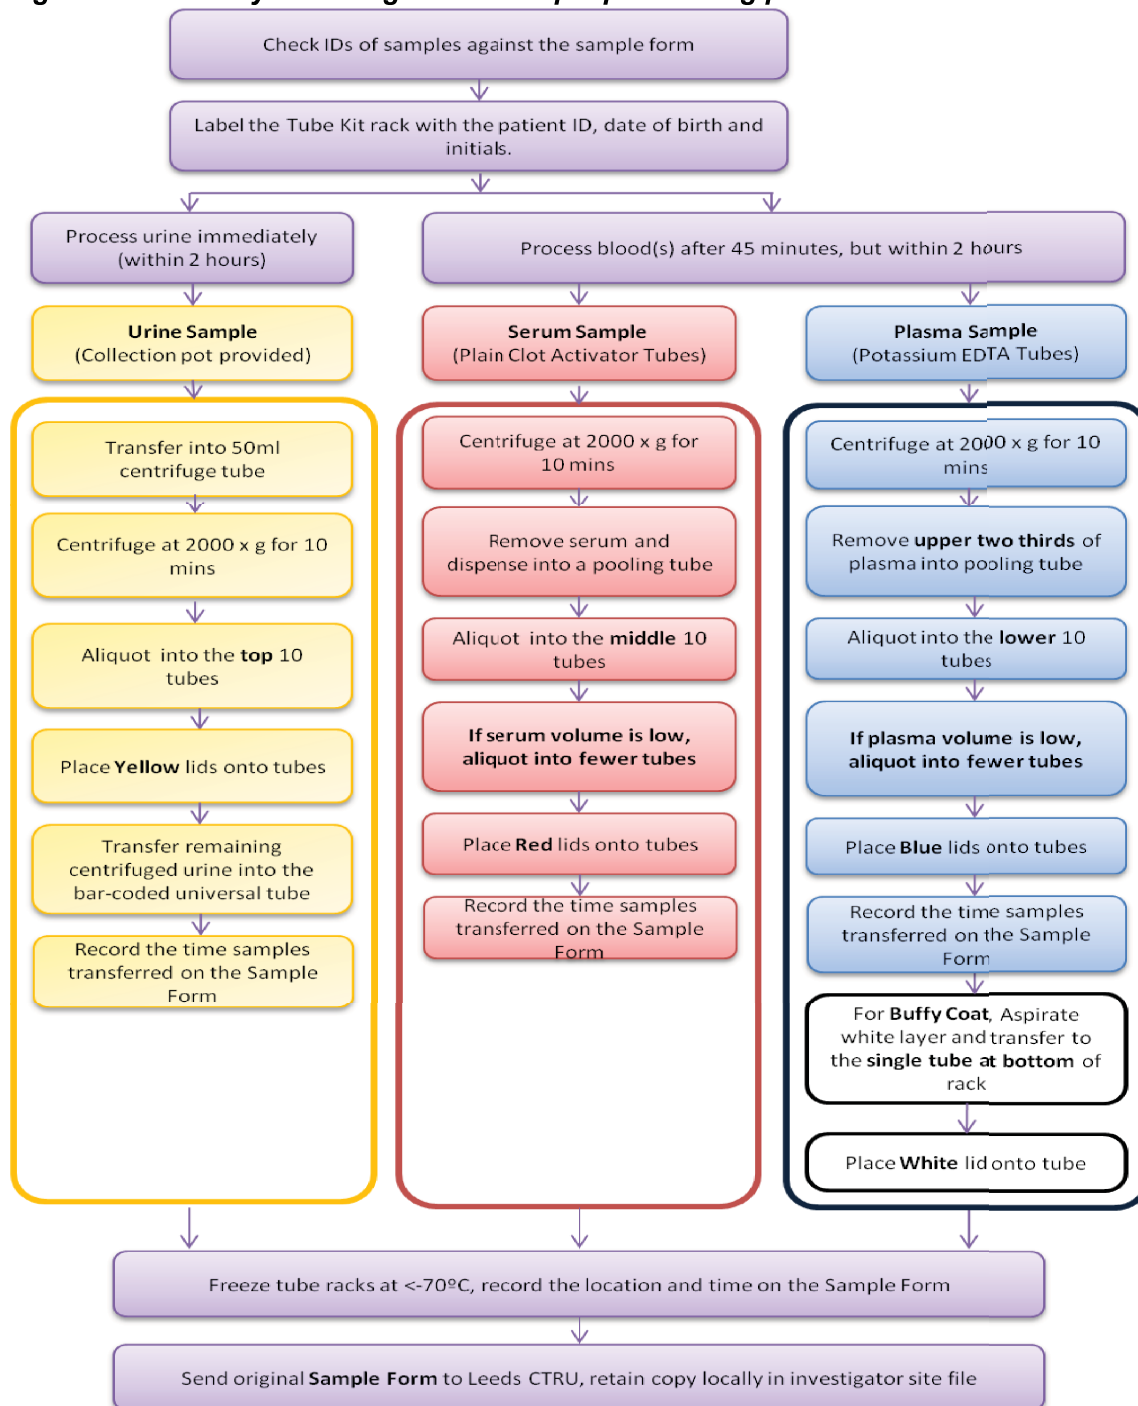 Check IDs of samples against the sample form
Label the Tube Kit rack with the patient ID, date of birth and
initials.
Process urine immediately
(within 2 hours)
Process blood(s) after 45 minutes, but within 2 hours
Urine Sample
(Collection pot provided)
Serum Sample
(Plain Clot Activator Tubes)
Plasma Sample
(Potassium EDTA Tubes)
Transfer into 50ml
centrifuge tube
Centrifuge at 2000 x g for 10
mins
Aliquot into the top 10
tubes
Place Yellow lids onto tubes
Transfer remaining
centrifuged urine into the
bar-coded universal tube
Record the time samples
transferred on the Sample
Form
Centrifuge at 2000 x g for
10 mins
Remove serum and
dispense into a pooling tube
Aliquot into the middle 10
tubes
If serum volume is low,
aliquot into fewer tubes
Place Red lids onto tubes
Record the time samples
transferred on the Sample
Form
Centrifuge at 2000 x g for 10
mins
Remove upper two thirds of
plasma into pooling tube
Aliquot into the lower 10
tubes
If plasma volume is low,
aliquot into fewer tubes
Place Blue lids onto tubes
Record the time samples
transferred on the Sample
Form
For Buffy Coat, Aspirate
white layer and transfer to
the single tube at bottom of
rack
Place White lid onto tube
Freeze tube racks at <-70ºC, record the location and time on the Sample Form
Send original Sample Form to Leeds CTRU, retain copy locally in investigator site file